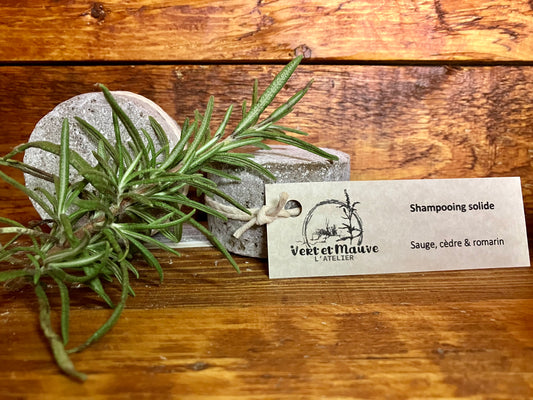 Vert et Mauve
L'ATELIER
Shampooing solide
Sauge, cèdre & romarin